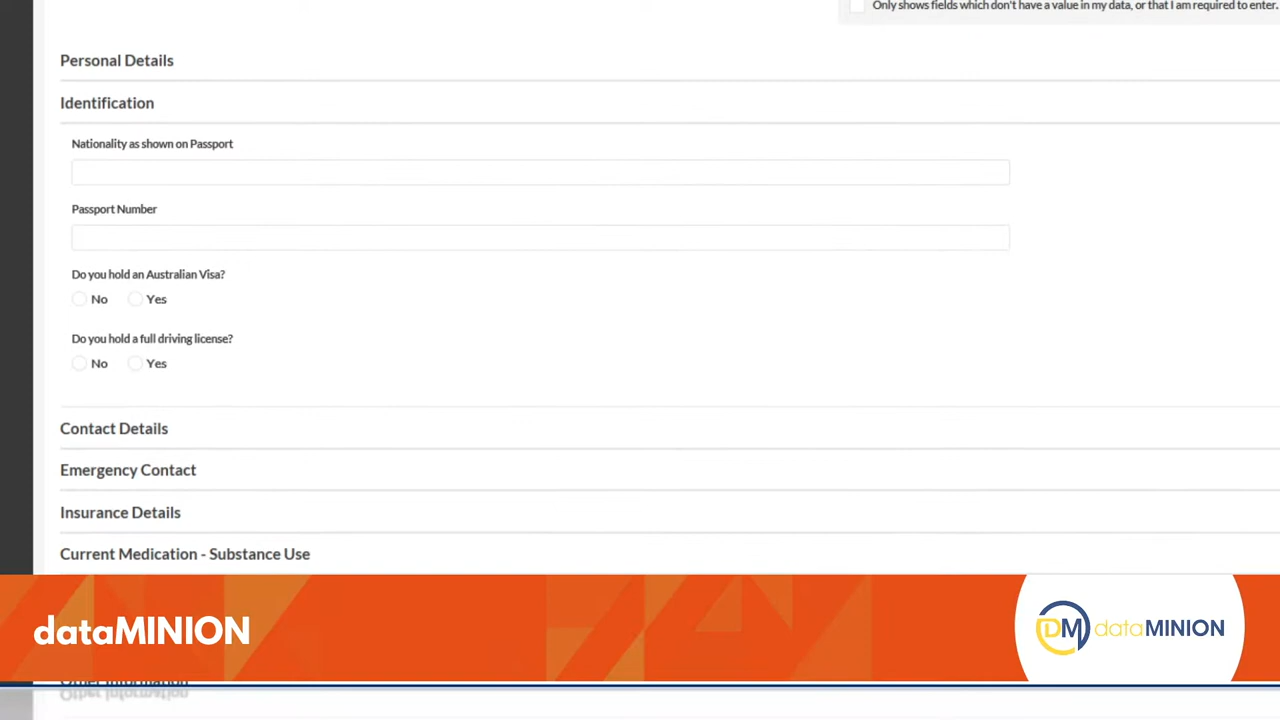 Only shows fields which don't have a value in my data, or that I am required to enter.
Personal Details
Identification
Nationality as shown on Passport
Passport Number
Do you hold an Australian Visa?
No Yes
Do you hold a full driving license?
No Yes
Contact Details
Emergency Contact
Insurance Details
Current Medication - Substance Use
dataMINION
DM dataMINION
Other Information